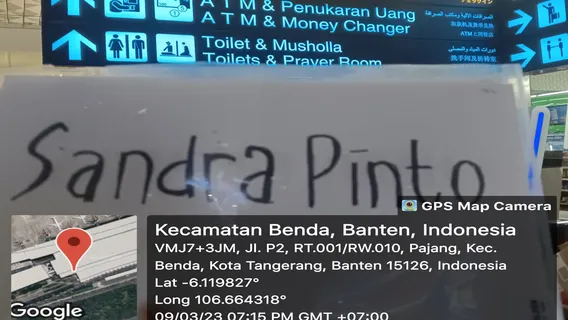 ATM & Penukaran Uang
ATM & Money Changer
Toilet & Musholla
Toilets & Prayer Room
Sandra Pinto
GPS Map Camera
Kecamatan Benda, Banten, Indonesia
VMJ7+3JM, Jl. P2, RT.001/RW.010, Pajang, Kec.
Benda, Kota Tangerang, Banten 15126, Indonesia
Lat -6.119827°
Long 106.664318°
09/03/23 07:15 PM GMT +07:00
Google